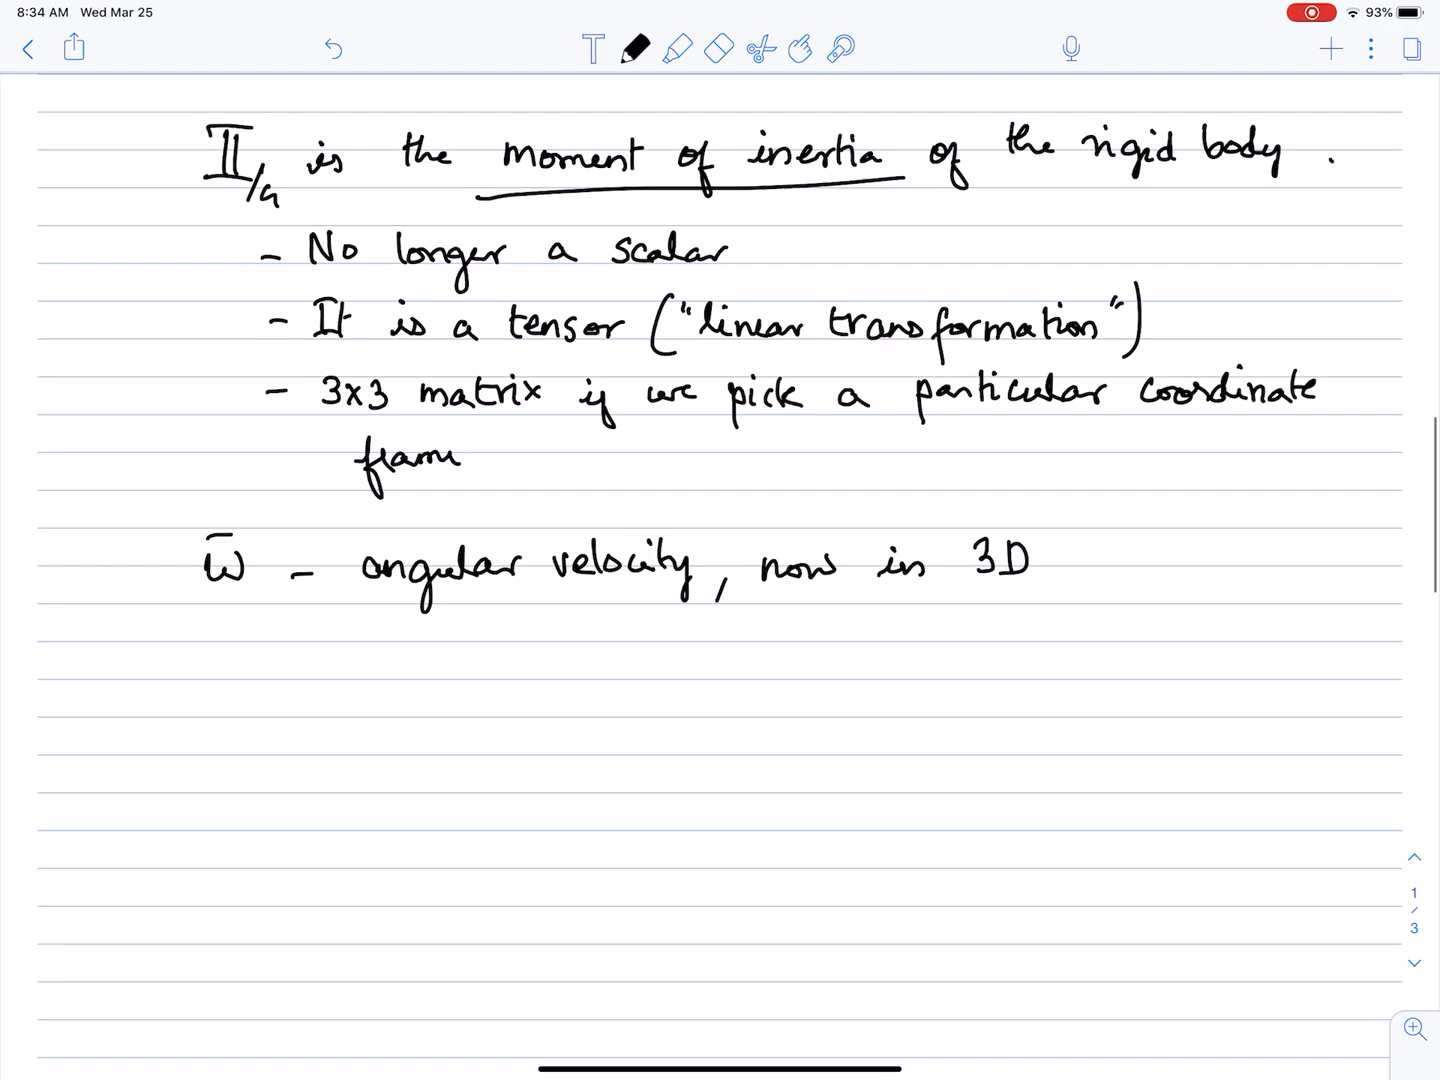 8:34 AM Wed Mar 25 93%
𝕀/G is the moment of inertia of the rigid body.
- No longer a scalar
- It is a tensor ("linear transformation")
- 3x3 matrix if we pick a particular coordinate
frame
ω̄ - angular velocity, now in 3D
1
/
3